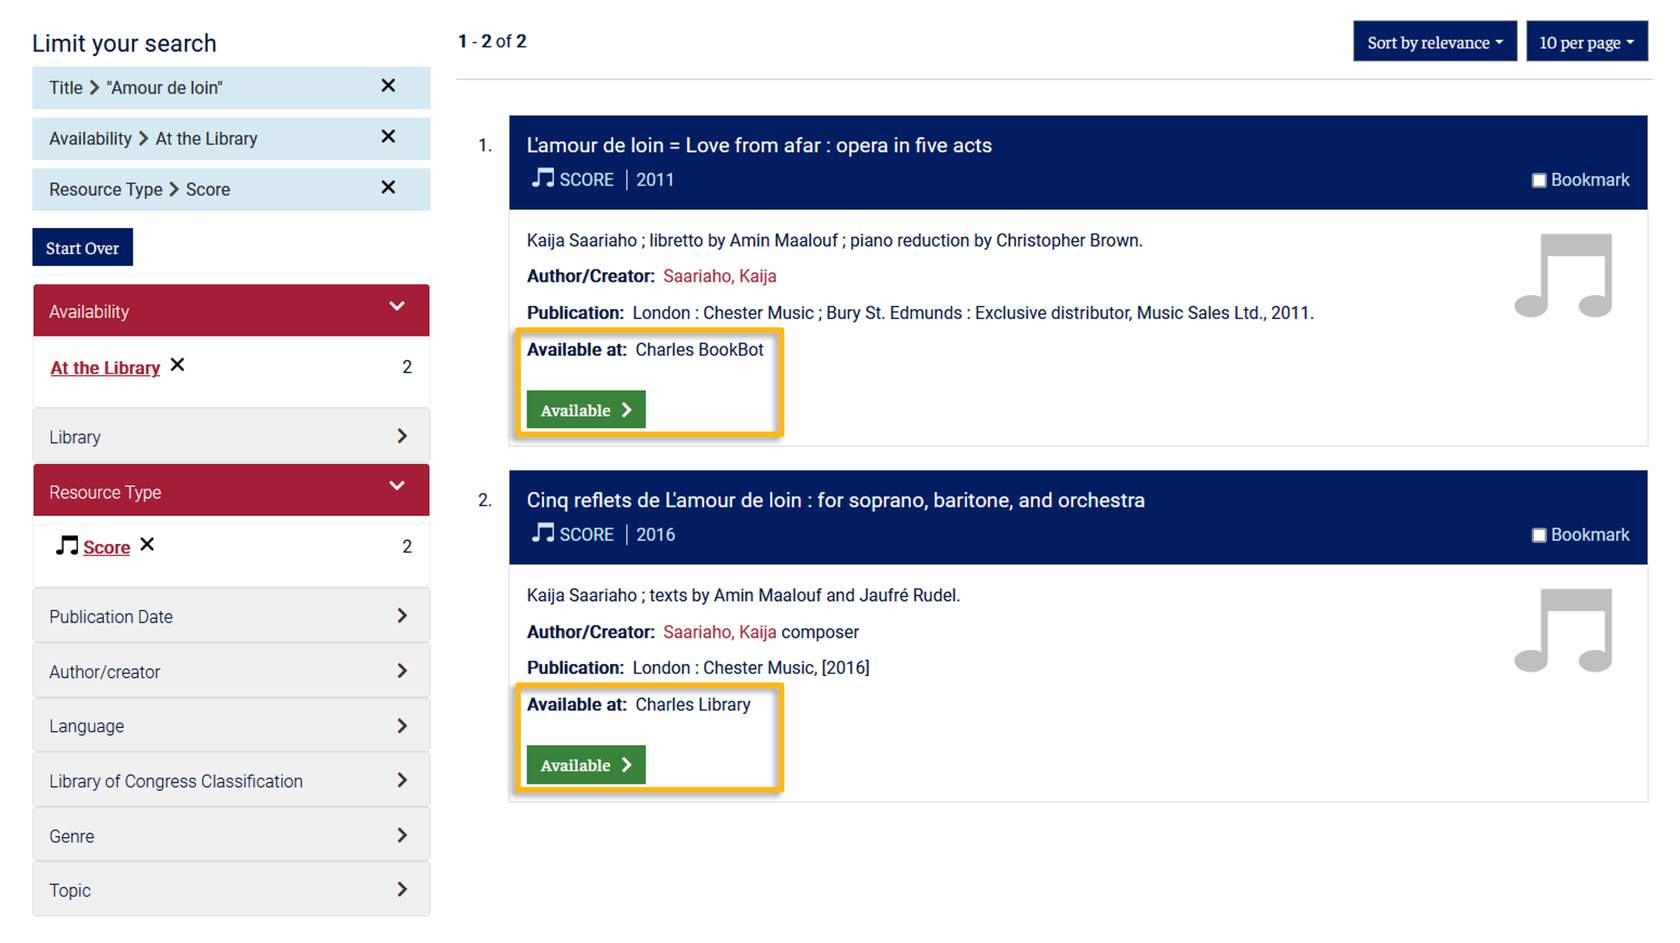 Limit your search
Title > "Amour de loin"
Availability > At the Library
Resource Type > Score
Start Over
Availability
At the Library 2
Library
Resource Type
Score 2
Publication Date
Author/creator
Language
Library of Congress Classification
Genre
Topic
1 - 2 of 2
Sort by relevance
10 per page
1. L'amour de loin = Love from afar : opera in five acts
SCORE | 2011
Bookmark
Kaija Saariaho ; libretto by Amin Maalouf ; piano reduction by Christopher Brown.
Author/Creator: Saariaho, Kaija
Publication: London : Chester Music ; Bury St. Edmunds : Exclusive distributor, Music Sales Ltd., 2011.
Available at: Charles BookBot
Available
2. Cinq reflets de L'amour de loin : for soprano, baritone, and orchestra
SCORE | 2016
Bookmark
Kaija Saariaho ; texts by Amin Maalouf and Jaufré Rudel.
Author/Creator: Saariaho, Kaija composer
Publication: London : Chester Music, [2016]
Available at: Charles Library
Available